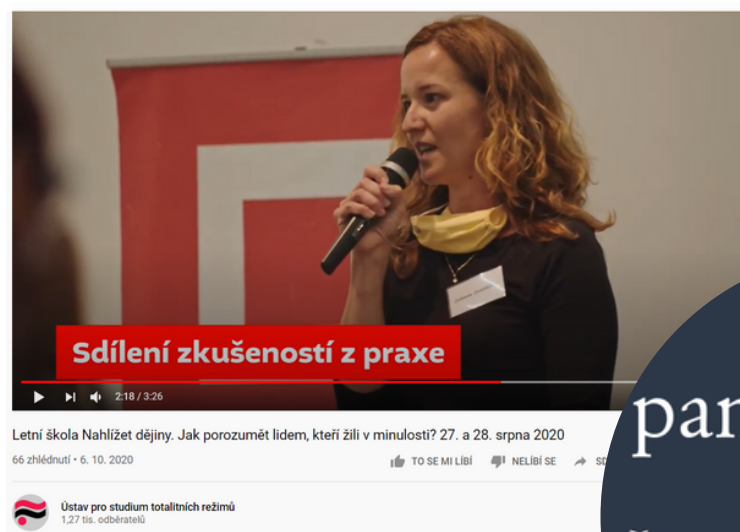 Sdílení zkušeností z praxe
2:18 / 3:26
Letní škola Nahlížet dějiny. Jak porozumět lidem, kteří žili v minulosti? 27. a 28. srpna 2020
66 zhlédnutí • 6. 10. 2020
TO SE MI LÍBÍ
NELÍBÍ SE
Ústav pro studium totalitních režimů
1,27 tis. odběratelů